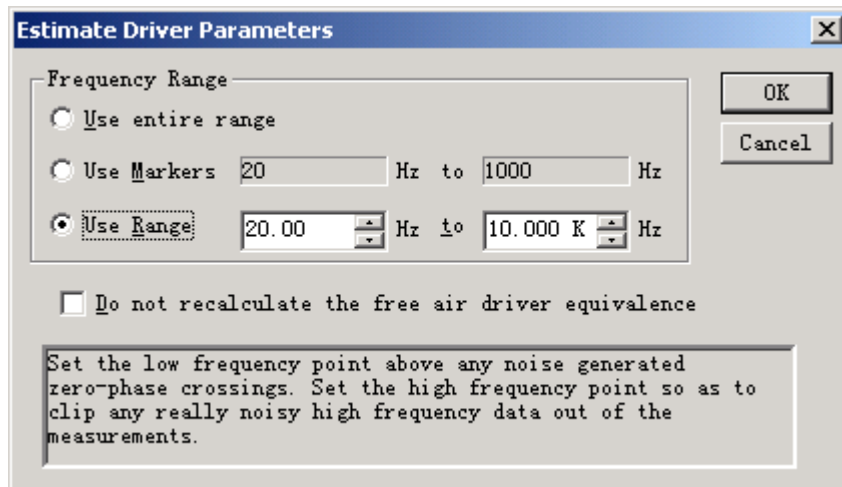 Estimate Driver Parameters
Frequency Range
Use entire range
Use Markers 20 Hz to 1000 Hz
Use Range 20.00 Hz to 10.000 K Hz
OK
Cancel
Do not recalculate the free air driver equivalence
Set the low frequency point above any noise generated
zero-phase crossings. Set the high frequency point so as to
clip any really noisy high frequency data out of the
measurements.